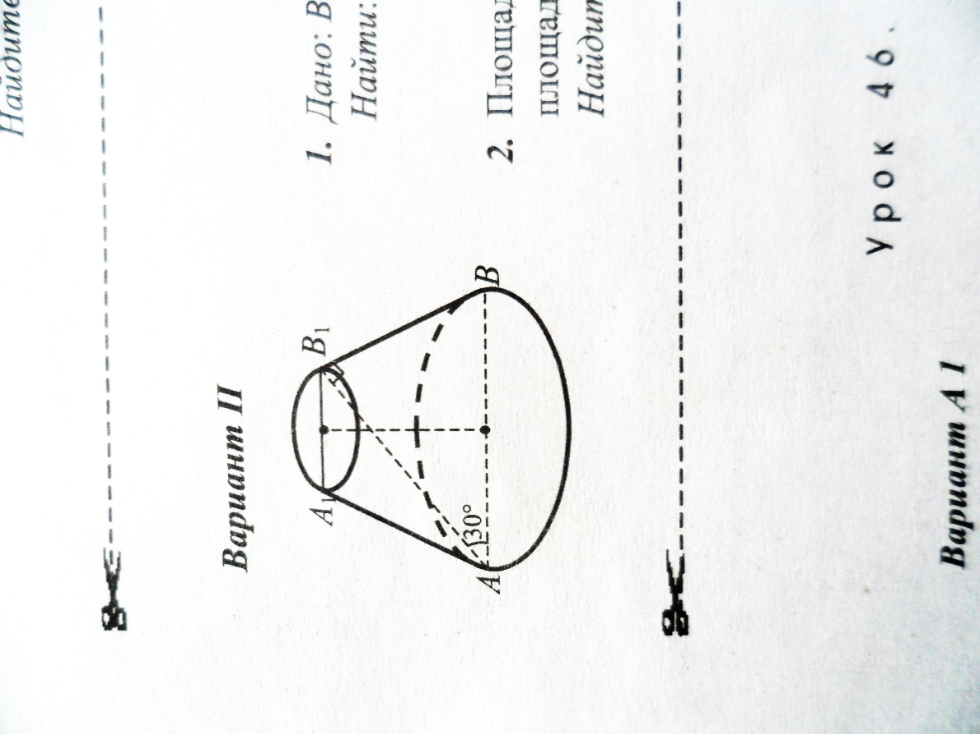 Найдите
Вариант II
1. Дано: В
Найти:
A₁
B₁
A
30°
B
2. Площад
площад
Найдит
Урок 46.
Вариант А 1